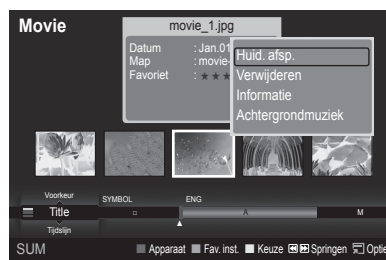 Movie
movie_1.jpg
Datum : Jan.01
Map : movie-
Favoriet : ★★★
Huid. afsp.
Verwijderen
Informatie
Achtergrondmuziek
Voorkeur SYMBOL ENG
Title A M
Tijdslijn
SUM Apparaat Fav. inst. Keuze Springen Optie